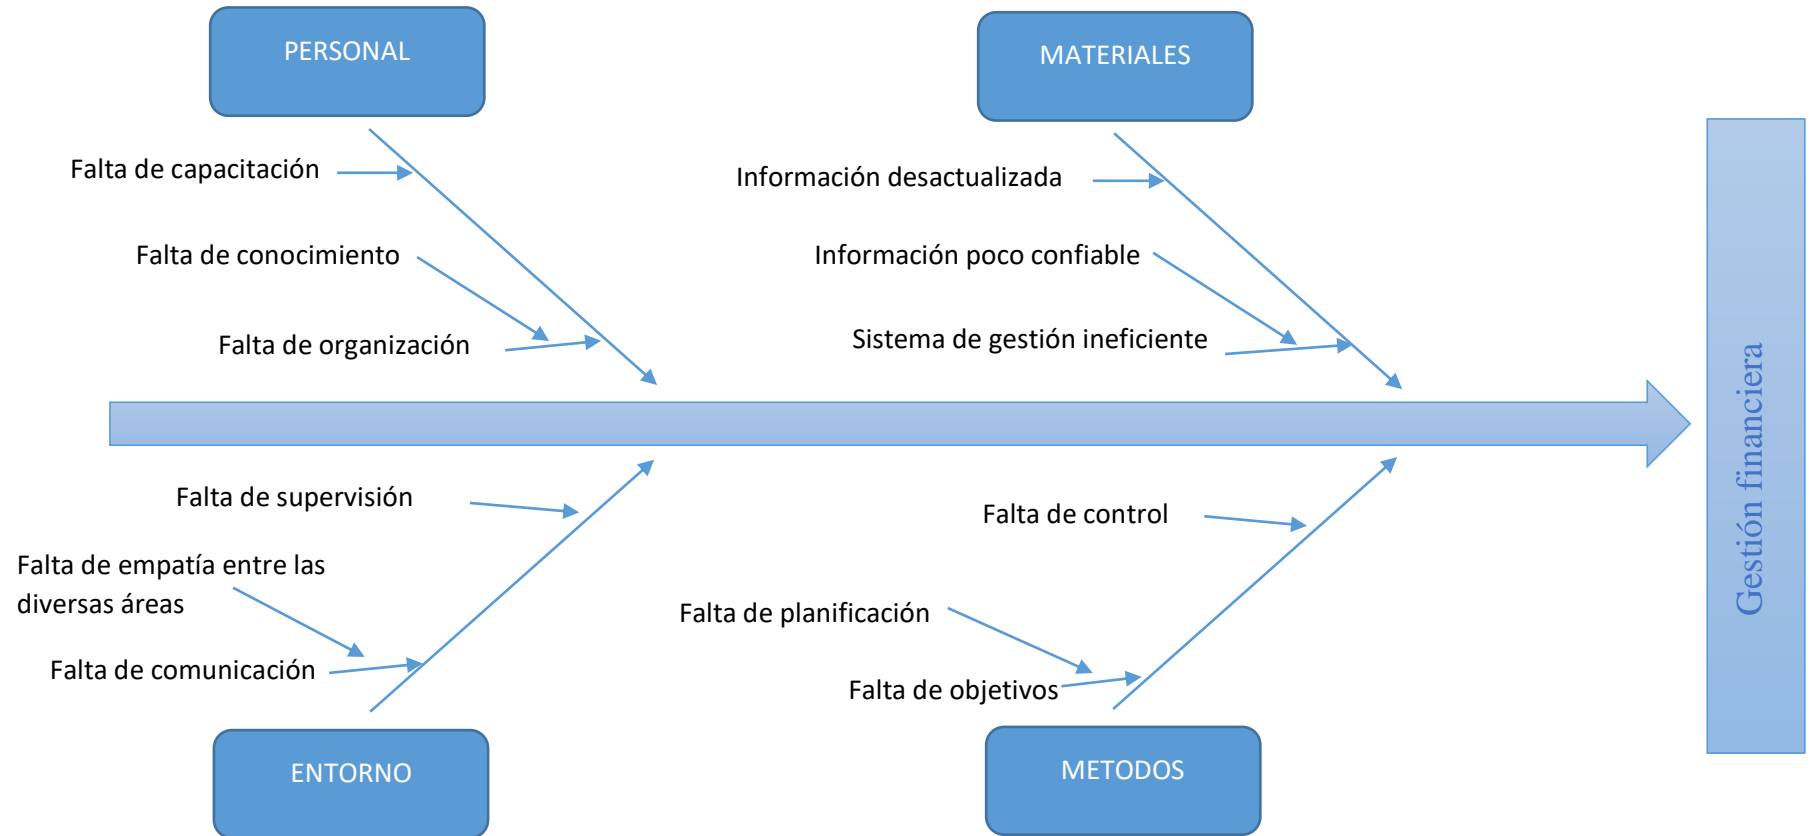 PERSONAL
MATERIALES
Falta de capacitación
Información desactualizada
Falta de conocimiento
Información poco confiable
Falta de organización
Sistema de gestión ineficiente
Gestión financiera
Falta de supervisión
Falta de control
Falta de empatía entre las
diversas áreas
Falta de planificación
Falta de comunicación
Falta de objetivos
ENTORNO
METODOS